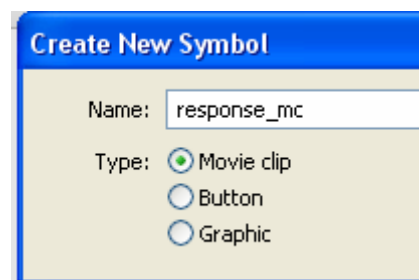 Create New Symbol
Name: response_mc
Type: Movie clip
Button
Graphic